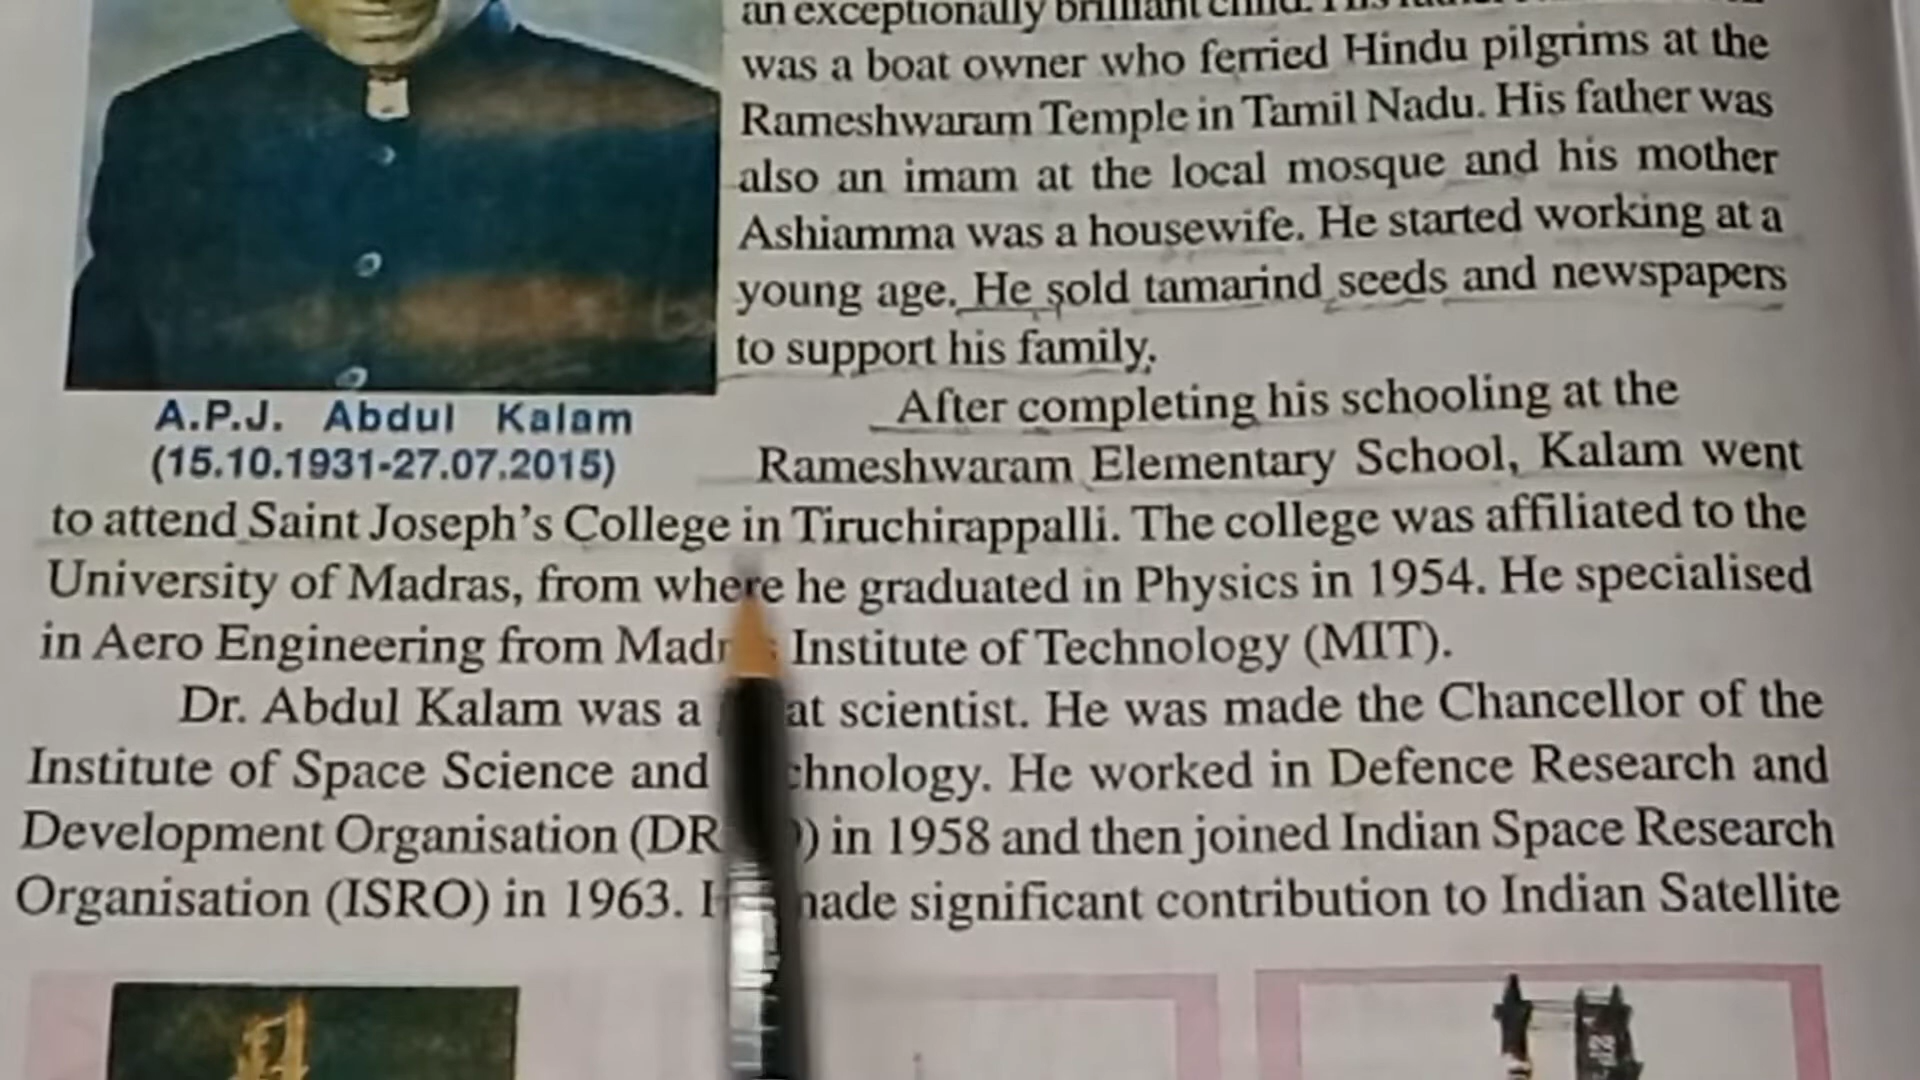 an exceptionally brilliant child. His father
was a boat owner who ferried Hindu pilgrims at the
Rameshwaram Temple in Tamil Nadu. His father was
also an imam at the local mosque and his mother
Ashiamma was a housewife. He started working at a
young age. He sold tamarind seeds and newspapers
to support his family.
A.P.J. Abdul Kalam
(15.10.1931-27.07.2015)
After completing his schooling at the
Rameshwaram Elementary School, Kalam went
to attend Saint Joseph's College in Tiruchirappalli. The college was affiliated to the
University of Madras, from where he graduated in Physics in 1954. He specialised
in Aero Engineering from Institute of Technology (MIT).
Dr. Abdul Kalam was a scientist. He was made the Chancellor of the
Institute of Space Science and He worked in Defence Research and
Development Organisation in 1958 and then joined Indian Space Research
Organisation (ISRO) in 1963. significant contribution to Indian Satellite